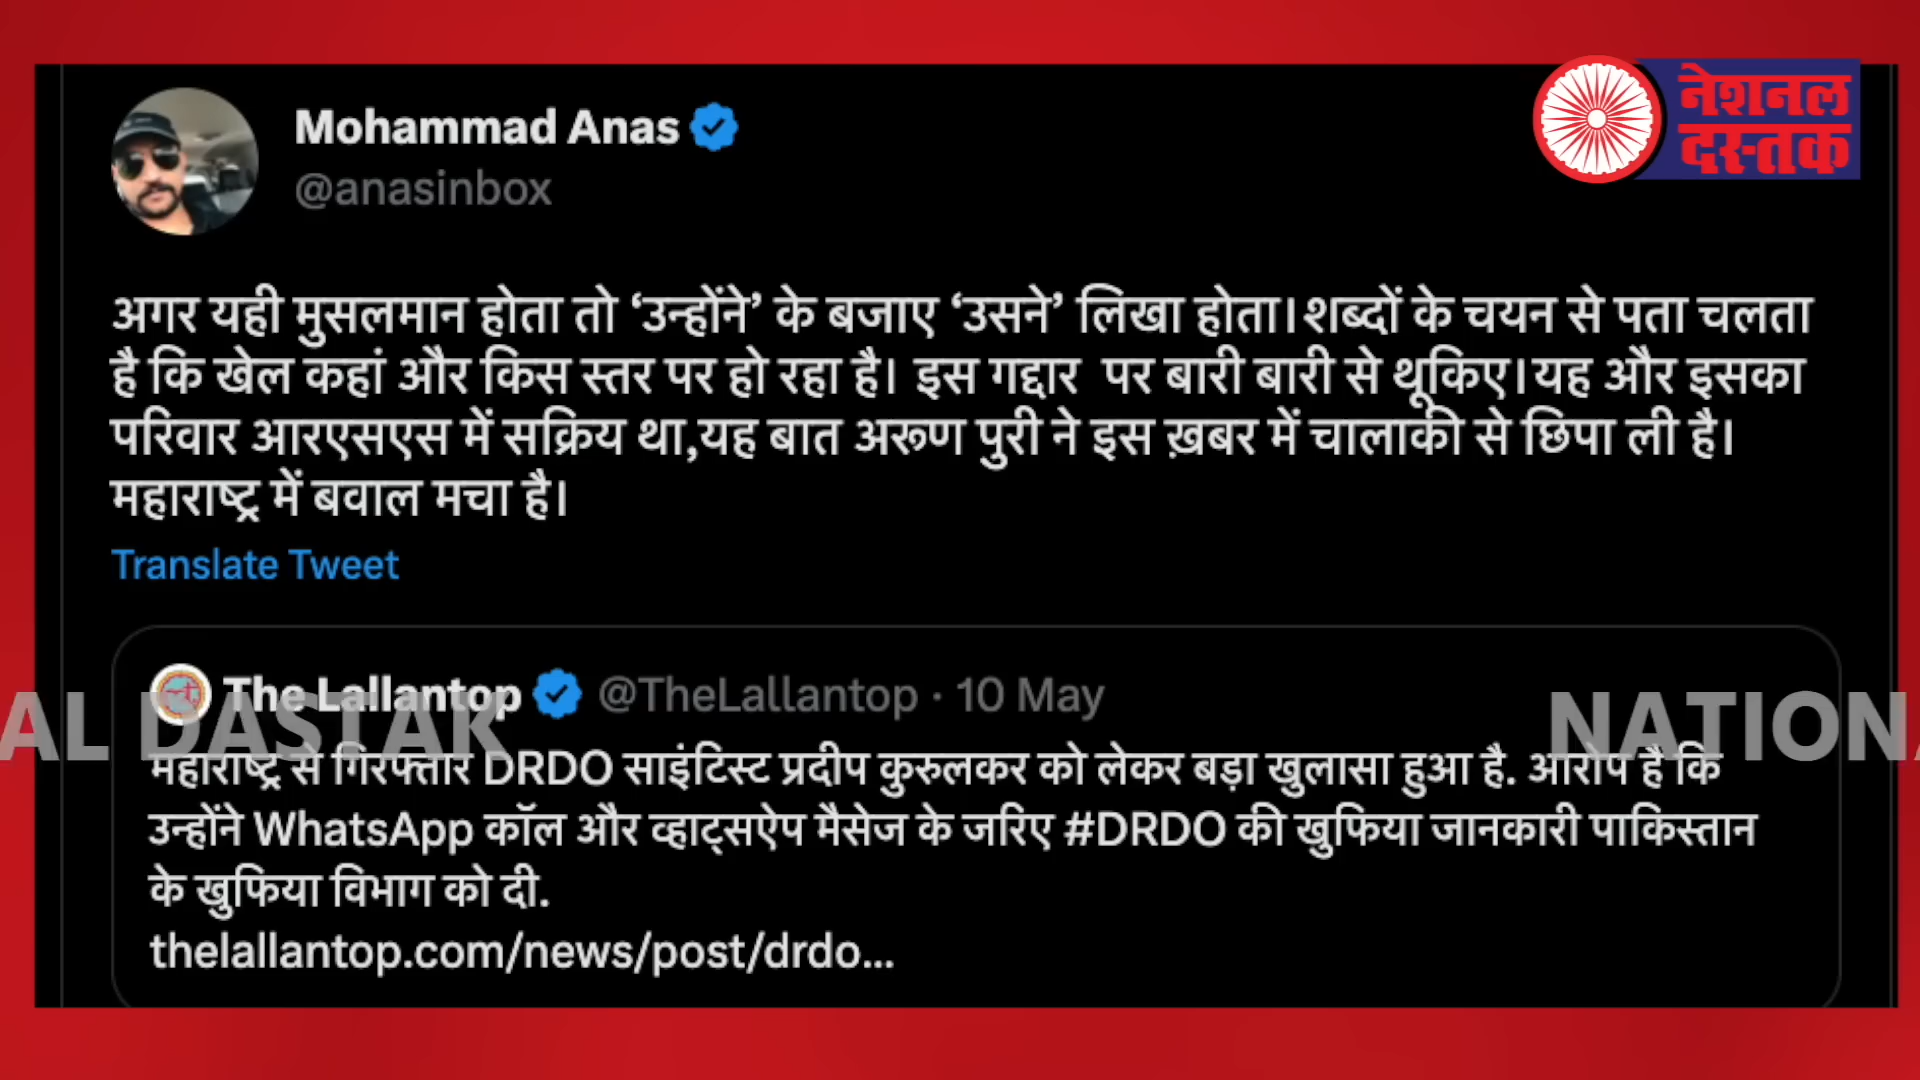 नेशनल
दस्तक
Mohammad Anas
@anasinbox
अगर यही मुसलमान होता तो ‘उन्होंने’ के बजाए ‘उसने’ लिखा होता।शब्दों के चयन से पता चलता
है कि खेल कहां और किस स्तर पर हो रहा है। इस गद्दार पर बारी बारी से थूकिए।यह और इसका
परिवार आरएसएस में सक्रिय था,यह बात अरूण पुरी ने इस ख़बर में चालाकी से छिपा ली है।
महाराष्ट्र में बवाल मचा है।
Translate Tweet
The Lallantop @TheLallantop · 10 May
AL DASTAK
NATION
महाराष्ट्र से गिरफ्तार DRDO साइंटिस्ट प्रदीप कुरुलकर को लेकर बड़ा खुलासा हुआ है. आरोप है कि
उन्होंने WhatsApp कॉल और व्हाट्सऐप मैसेज के जरिए #DRDO की खुफिया जानकारी पाकिस्तान
के खुफिया विभाग को दी.
thelallantop.com/news/post/drdo...